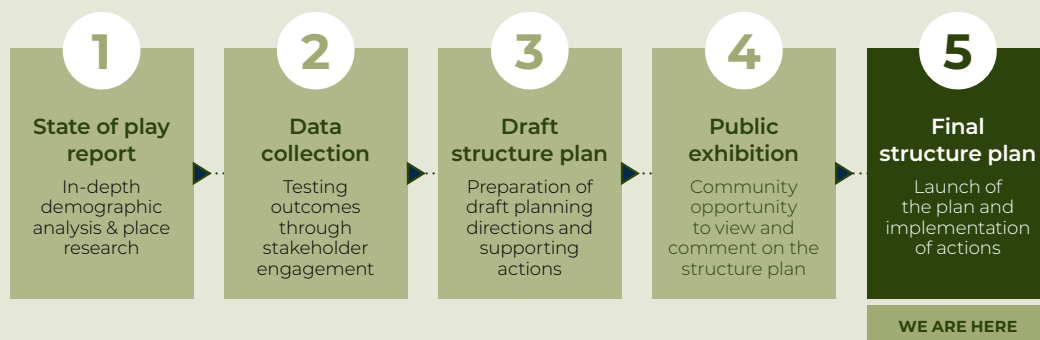 1
State of play
report
In-depth
demographic
analysis & place
research
2
Data
collection
Testing
outcomes
through
stakeholder
engagement
3
Draft
structure plan
Preparation of
draft planning
directions and
supporting
actions
4
Public
exhibition
Community
opportunity
to view and
comment on the
structure plan
5
Final
structure plan
Launch of
the plan and
implementation
of actions
WE ARE HERE